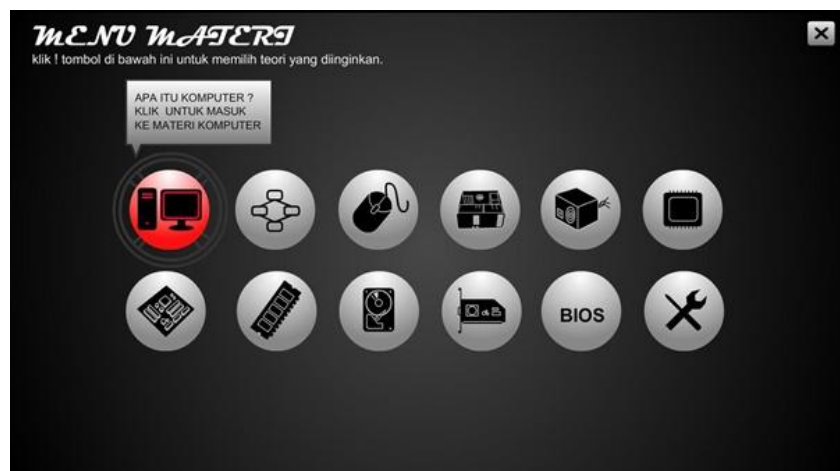 MENU MATERI
klik ! tombol di bawah ini untuk memilih teori yang diinginkan.
APA ITU KOMPUTER ?
KLIK UNTUK MASUK
KE MATERI KOMPUTER
BIOS